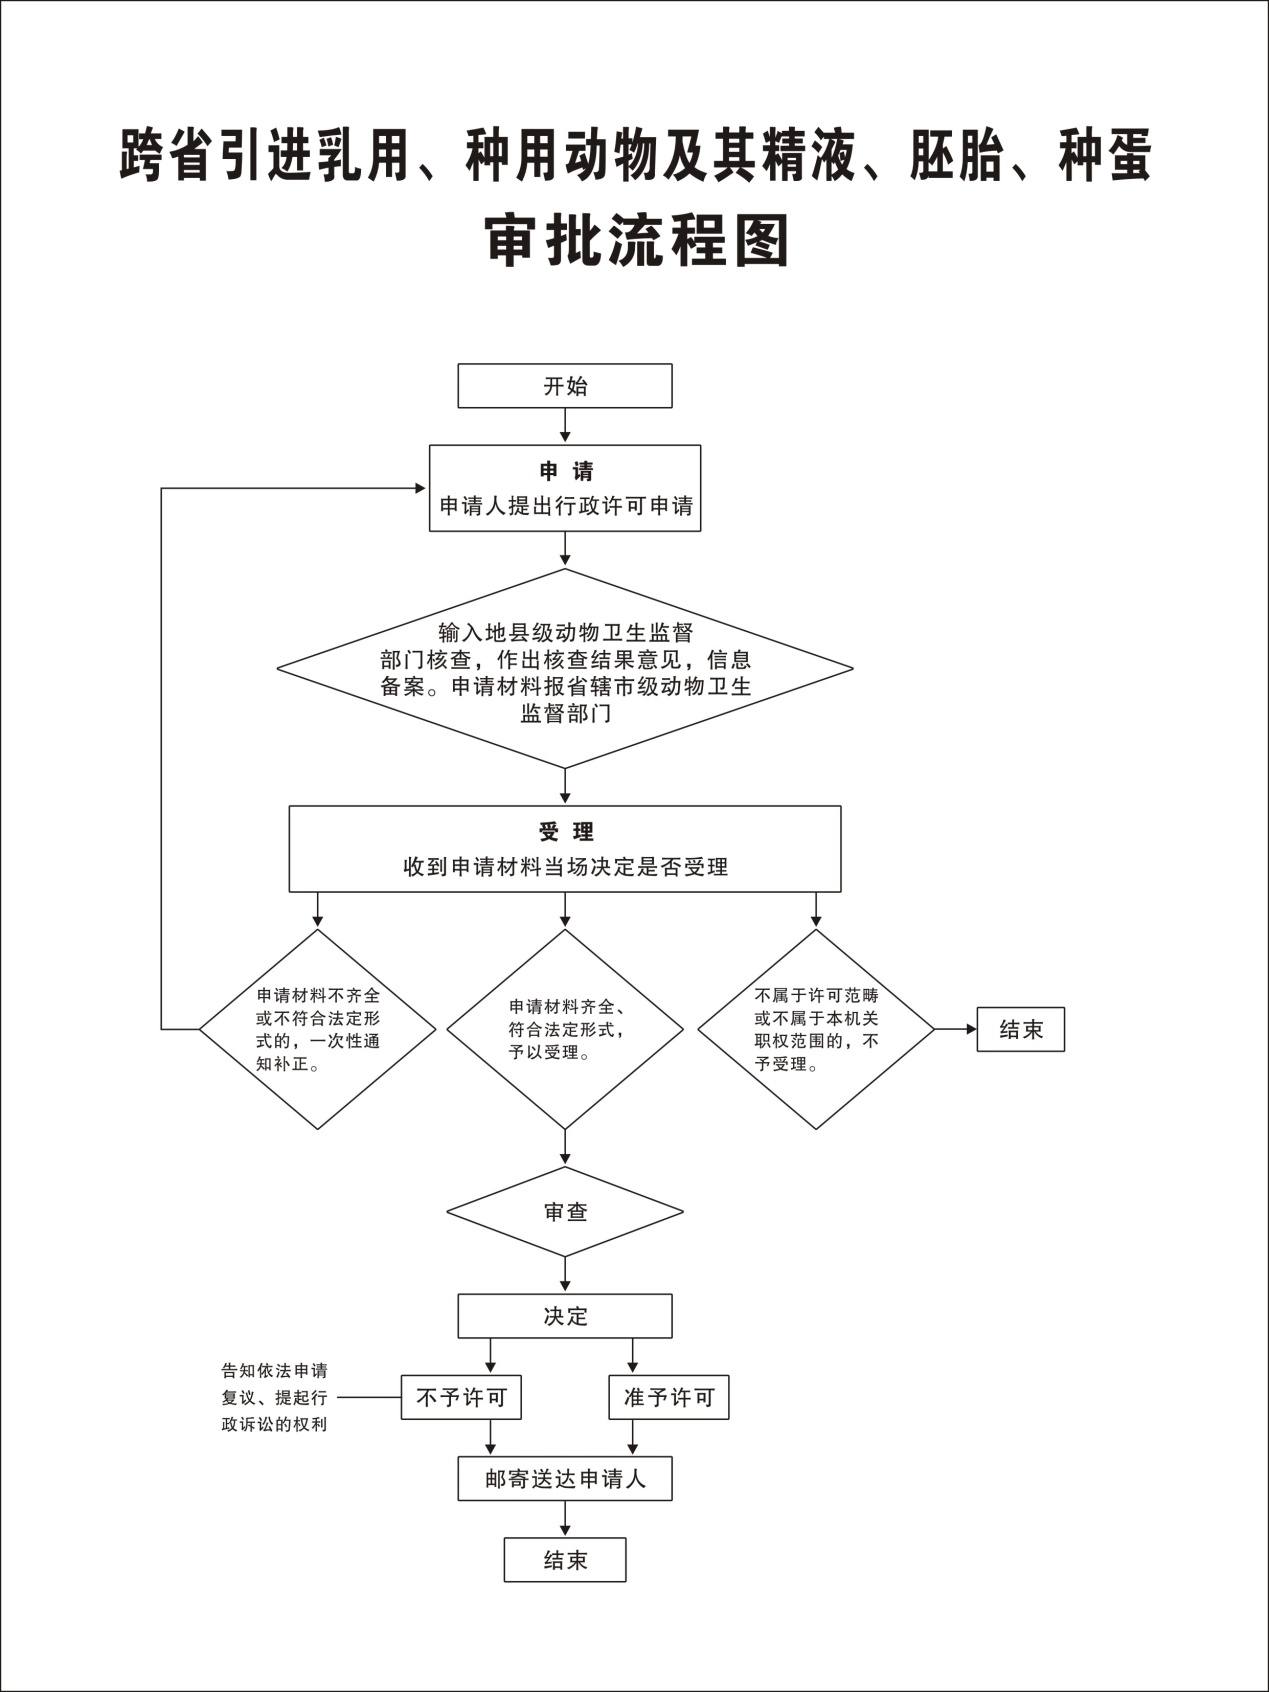 跨省引进乳用、种用动物及其精液、胚胎、种蛋
审批流程图
开始
申 请
申请人提出行政许可申请
输入地县级动物卫生监督
部门核查，作出核查结果意见，信息
备案。申请材料报省辖市级动物卫生
监督部门
受 理
收到申请材料当场决定是否受理
申请材料不齐全
或不符合法定形
式的，一次性通
知补正。
申请材料齐全、
符合法定形式，
予以受理。
不属于许可范畴
或不属于本机关
职权范围的，不
予受理。
结束
审查
决定
告知依法申请
复议、提起行
政诉讼的权利
不予许可
准予许可
邮寄送达申请人
结束